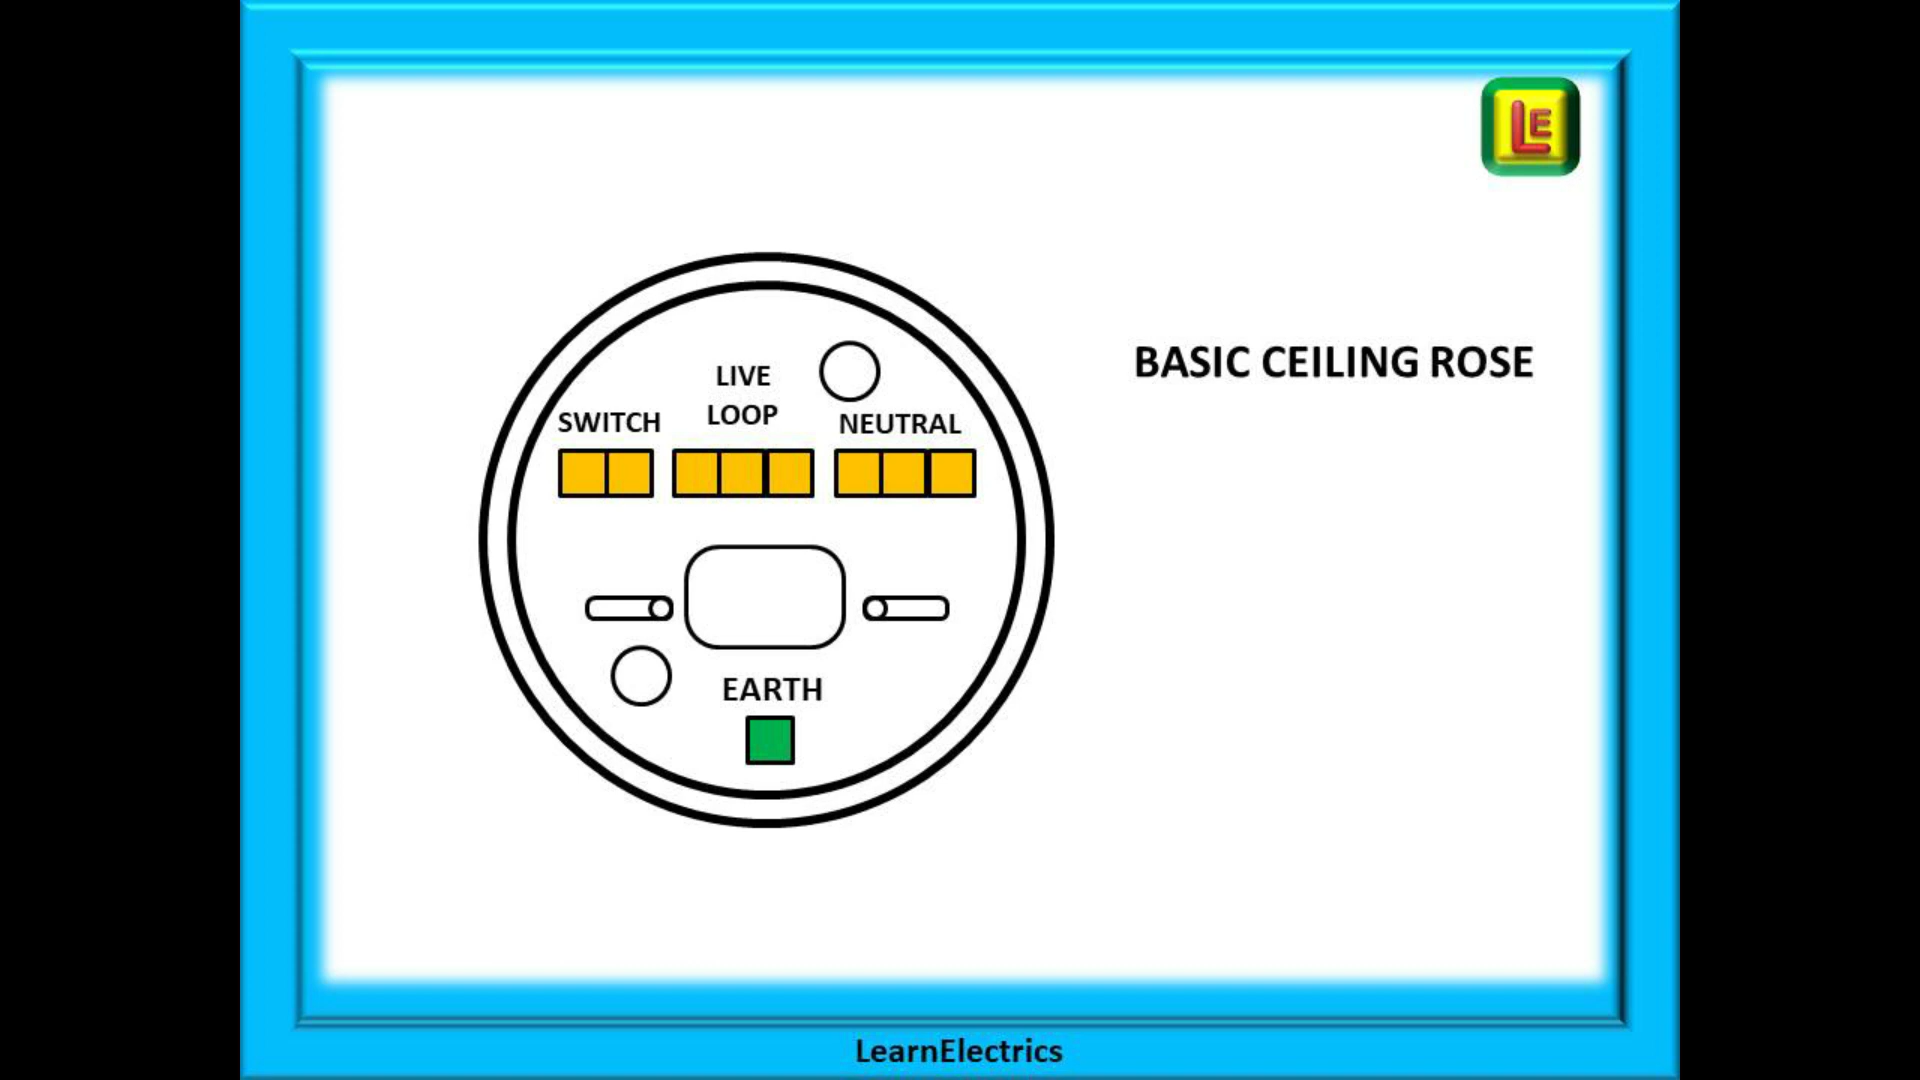 LE
BASIC CEILING ROSE
LIVE
LOOP
SWITCH
NEUTRAL
EARTH
LearnElectrics